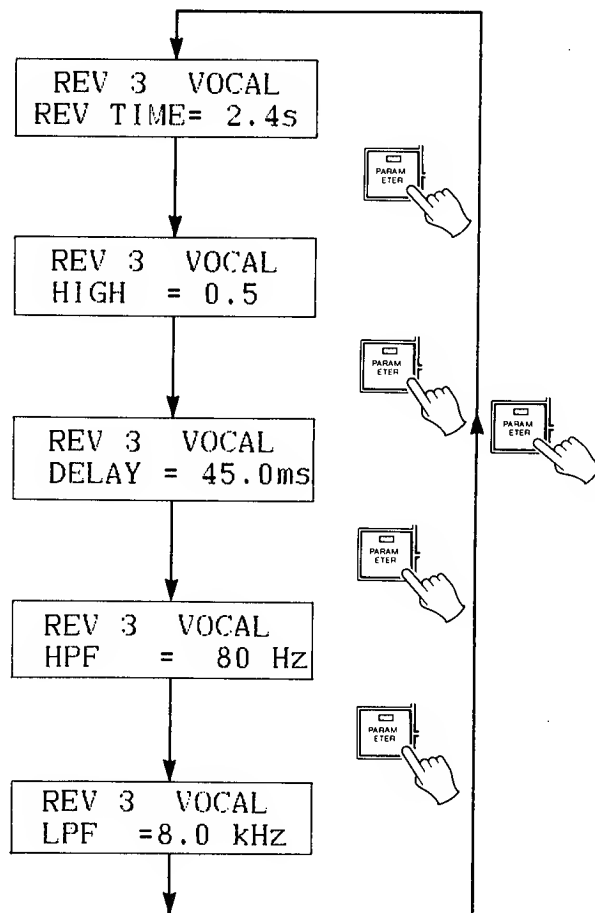 REV 3 VOCAL
REV TIME= 2.4s
PARAM
ETER
REV 3 VOCAL
HIGH = 0.5
PARAM
ETER
PARAM
ETER
REV 3 VOCAL
DELAY = 45.0ms
PARAM
ETER
REV 3 VOCAL
HPF = 80 Hz
PARAM
ETER
REV 3 VOCAL
LPF =8.0 kHz